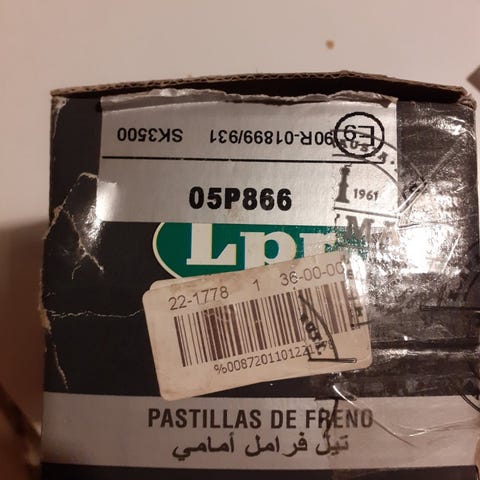 SK3500 90R-01899/931 E9
05P866
Lpr
1961
22-1778 1 36-00-00
PASTILLAS DE FRENO
تيل فرامل أمامي